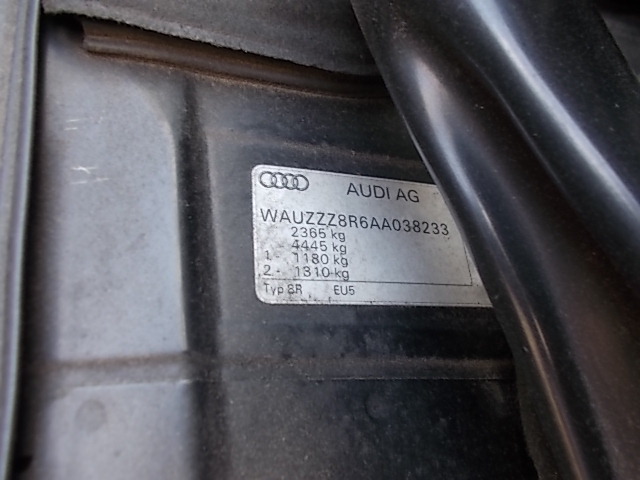 AUDI AG
WAUZZZ8R6AA038233
2365 kg
4445 kg
1- 1180 kg
2- 1310 kg
Typ 8R EU5